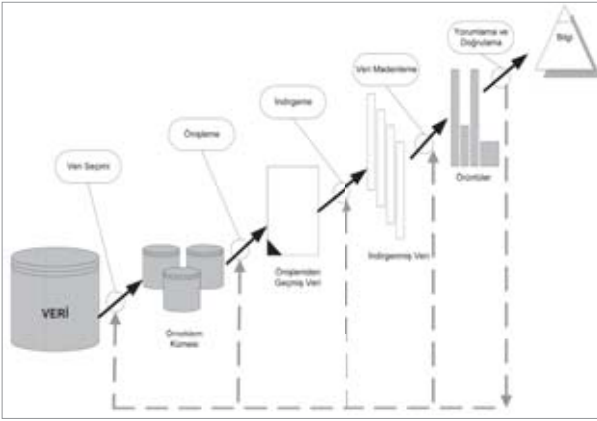 Yorumlama ve
Doğrulama
Bilgi
Veri Madenleme
İndirgeme
Önişleme
Veri Seçimi
Örüntüler
İndirgenmiş Veri
Önişlemden
Geçmiş Veri
VERİ
Örneklem
Kümesi